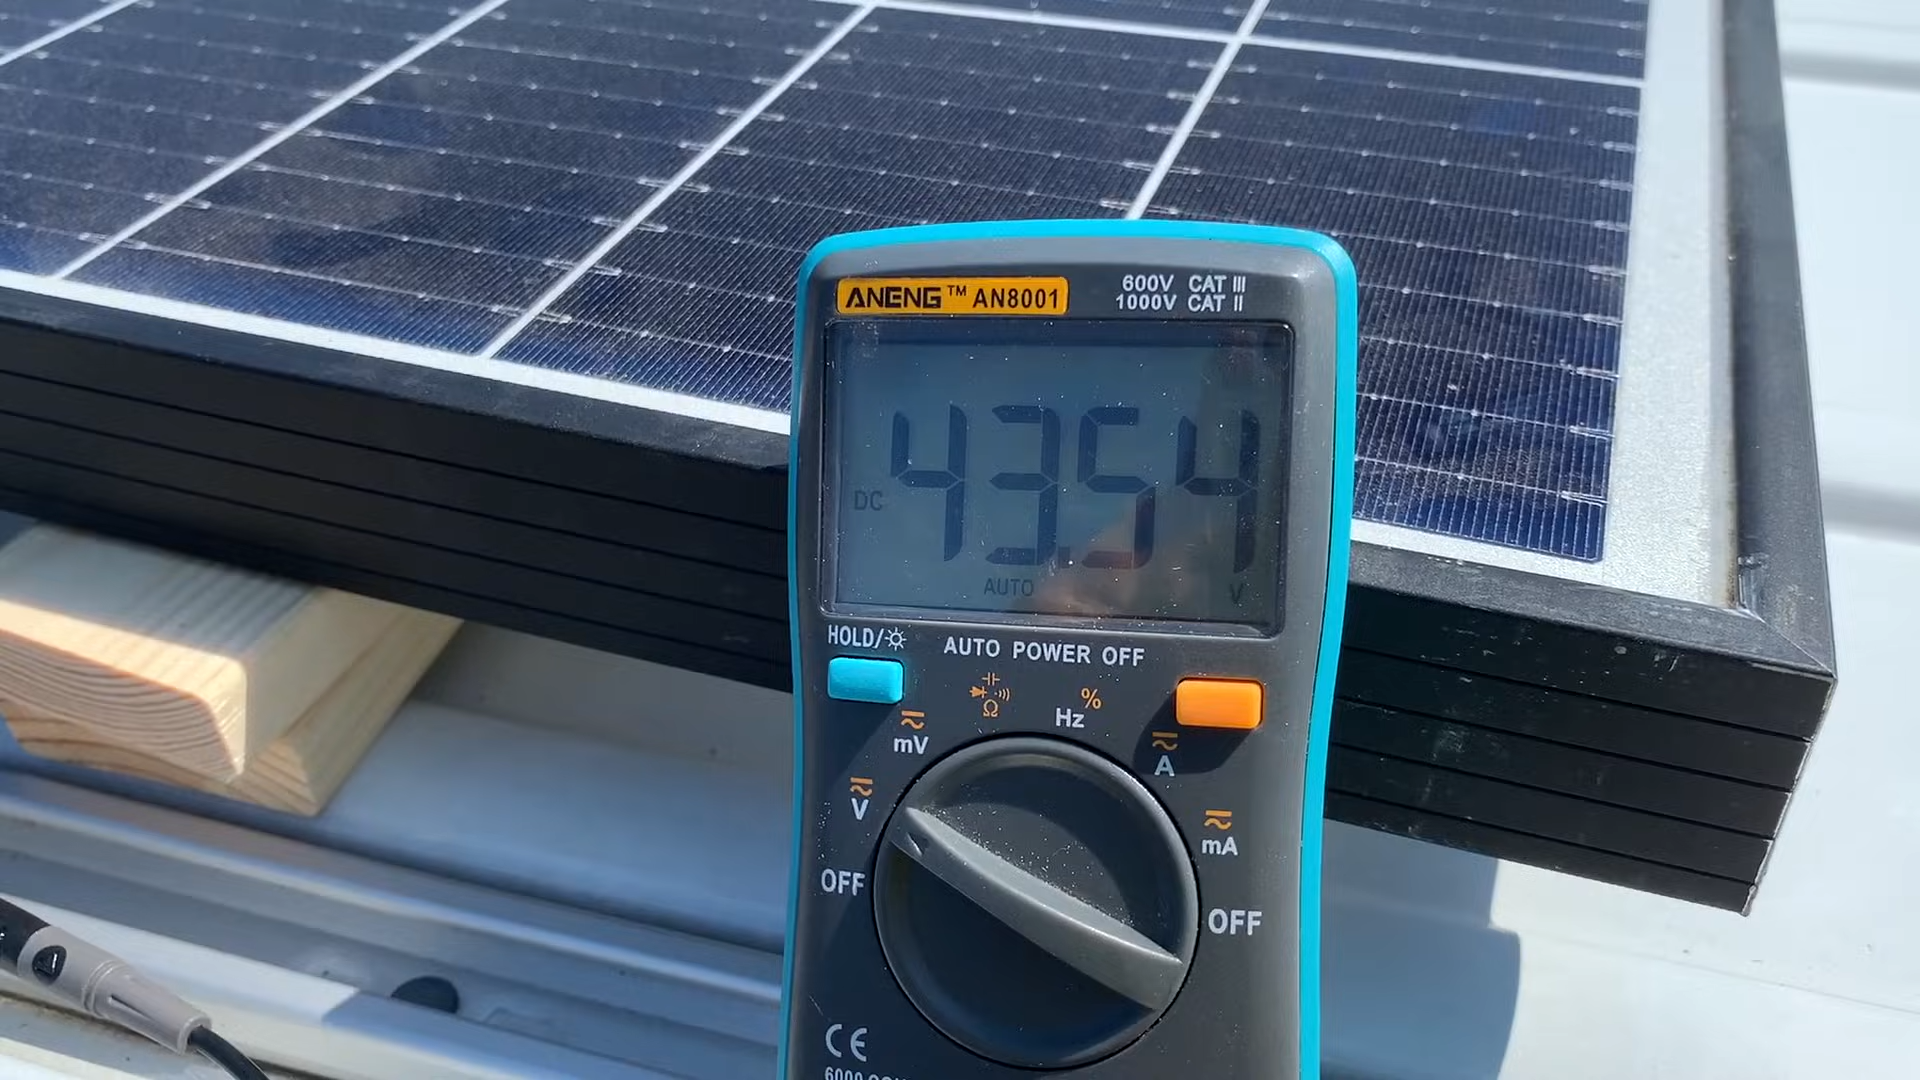 ANENG™ AN8001
600V CAT III
1000V CAT II
DC 43.54
AUTO V
HOLD/
AUTO POWER OFF
Ω
%
Hz
mV
A
V
mA
OFF
OFF
CE
6000